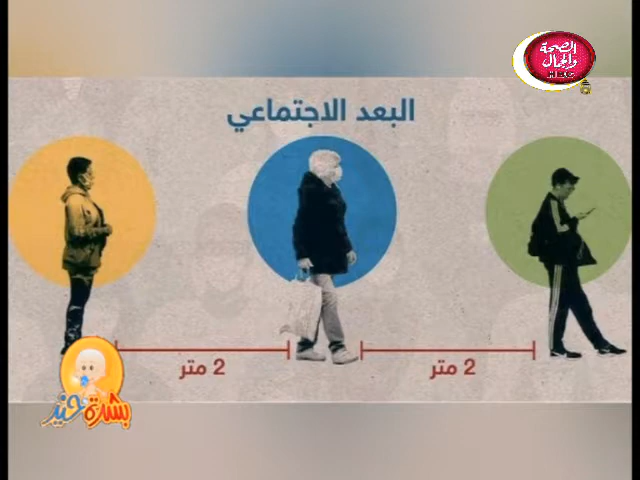 الصحة
والجمال
البعد الاجتماعي
2 متر
2 متر
بشرة خير